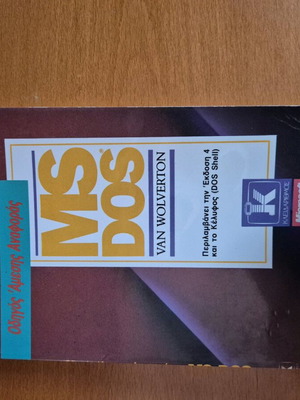 Οδηγός Άμεσης Αναφοράς
MS
DOS
VAN WOLVERTON
Περιλαμβάνει την Έκδοση 4
και το Κέλυφος (DOS Shell)
K
ΚΛΕΙΔΑΡΙΘΜΟΣ